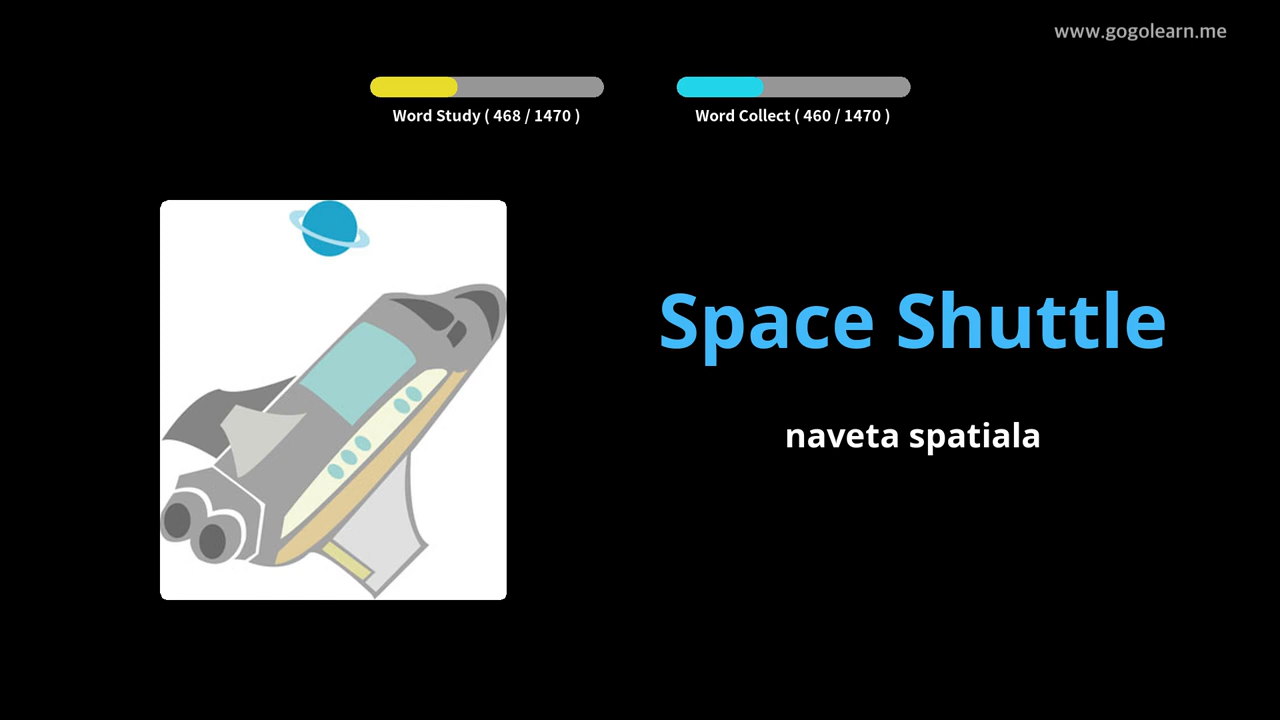 www.gogolearn.me
Word Study ( 468 / 1470 )
Word Collect ( 460 / 1470 )
Space Shuttle
naveta spatiala